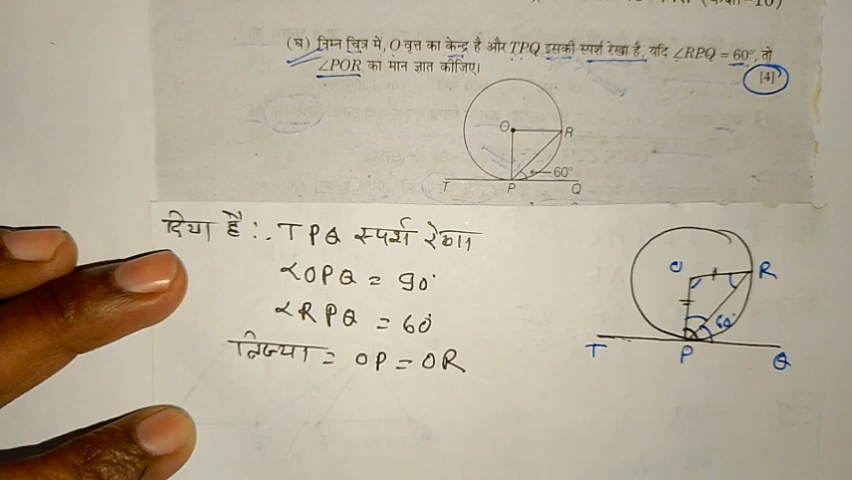 (घ) निम्न चित्र में, O वृत्त का केन्द्र है और TPQ इसकी स्पर्श रेखा है, यदि ∠RPQ = 60°, तो
∠POR का मान ज्ञात कीजिए।
[4]
O
R
60°
T
P
Q
दिया है:. TPQ स्पर्श रेखा
<OPQ = 90°
<RPQ = 60°
त्रिज्या = OP = OR
O
R
60°
T
P
Q